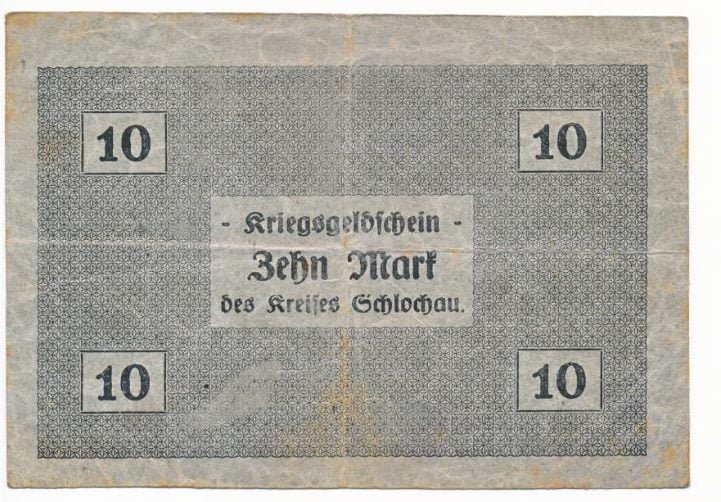 10 10
- Kriegsgeldschein -
Zehn Mark
des Kreises Schlochau.
10 10